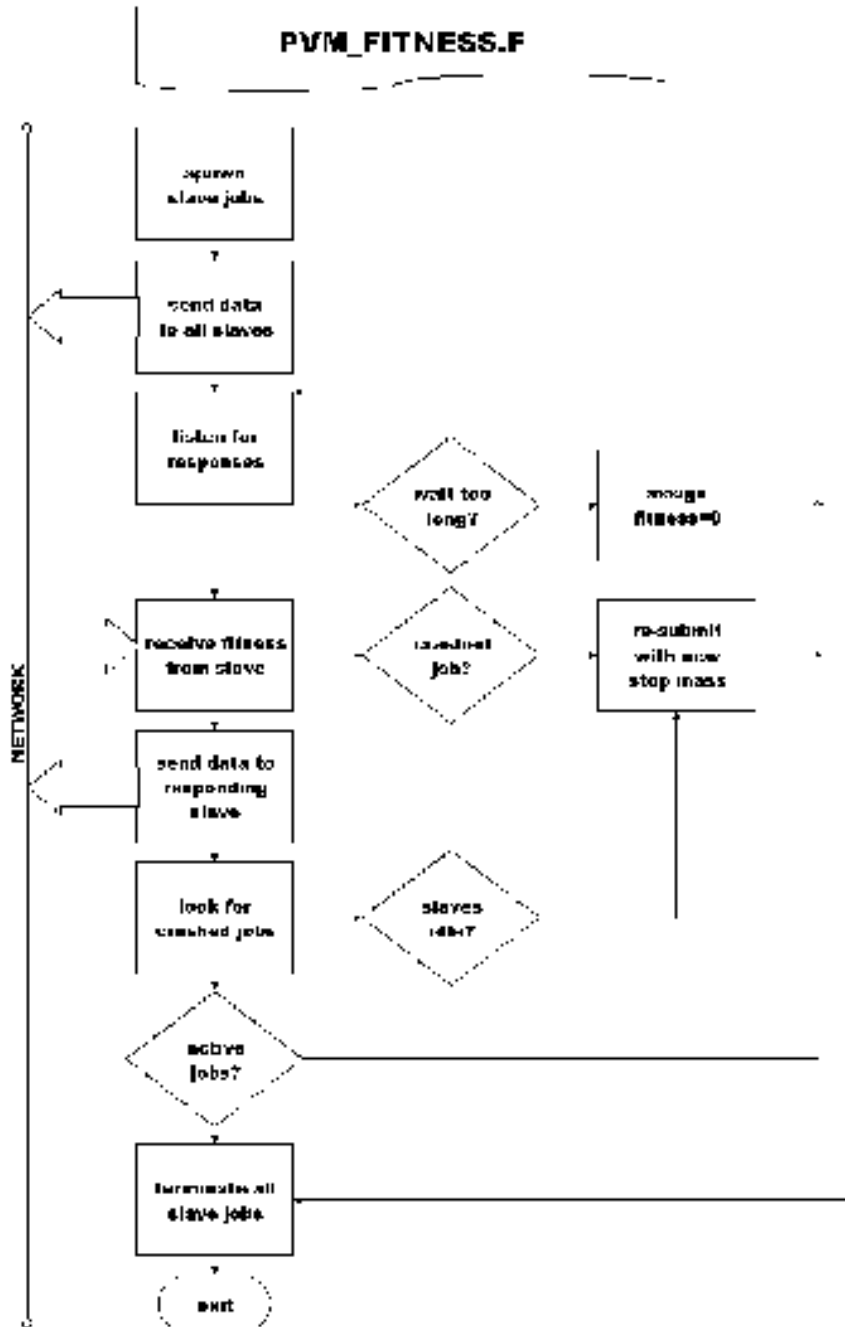 PVM_FITNESS.F
spawn
slave jobs
send data
to all slaves
listen for
responses
wait too
long?
assign
fitness=0
receive fitness
from slave
crashed
job?
re-submit
with new
stop mass
NETWORK
send data to
responding
slave
look for
crashed jobs
slaves
idle?
active
jobs?
terminate all
slave jobs
exit